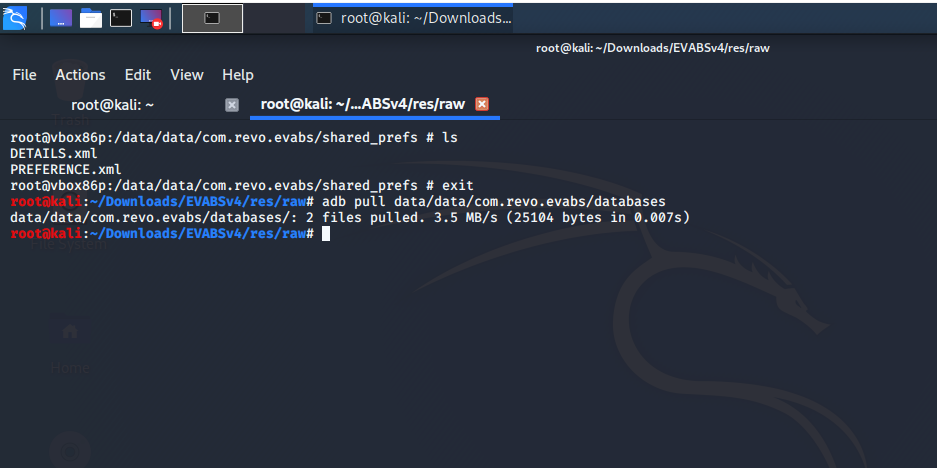 root@kali: ~/Downloads...
root@kali: ~/Downloads/EVABSv4/res/raw
File Actions Edit View Help
root@kali: ~
root@kali: ~/...ABSv4/res/raw
root@vbox86p:/data/data/com.revo.evabs/shared_prefs # ls
DETAILS.xml
PREFERENCE.xml
root@vbox86p:/data/data/com.revo.evabs/shared_prefs # exit
root@kali:~/Downloads/EVABSv4/res/raw# adb pull data/data/com.revo.evabs/databases
data/data/com.revo.evabs/databases/: 2 files pulled. 3.5 MB/s (25104 bytes in 0.007s)
root@kali:~/Downloads/EVABSv4/res/raw#
File System
Home